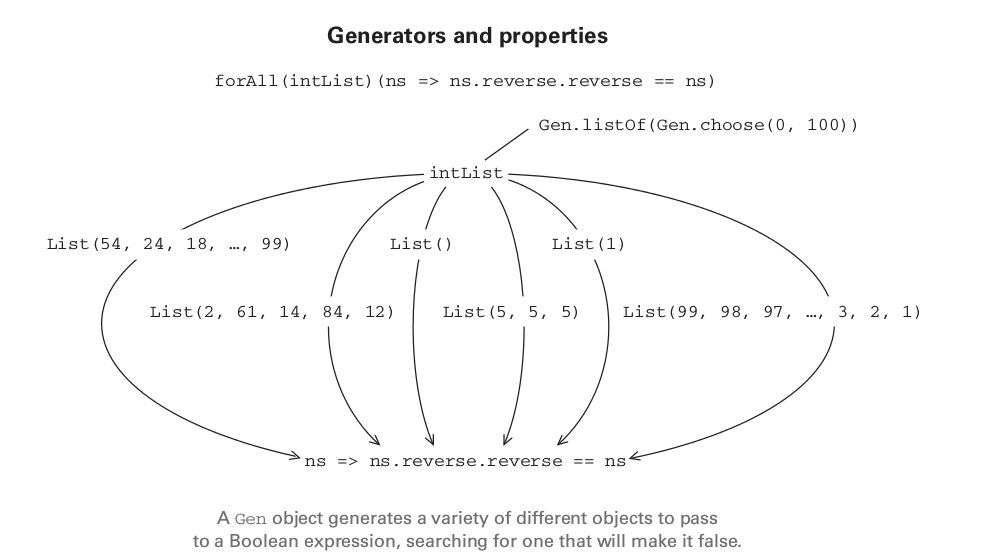 Generators and properties
forAll(intList)(ns => ns.reverse.reverse == ns)
Gen.listOf(Gen.choose(0, 100))
intList
List(54, 24, 18, …, 99)
List()
List(1)
List(2, 61, 14, 84, 12)
List(5, 5, 5)
List(99, 98, 97, …, 3, 2, 1)
ns => ns.reverse.reverse == ns
A Gen object generates a variety of different objects to pass
to a Boolean expression, searching for one that will make it false.